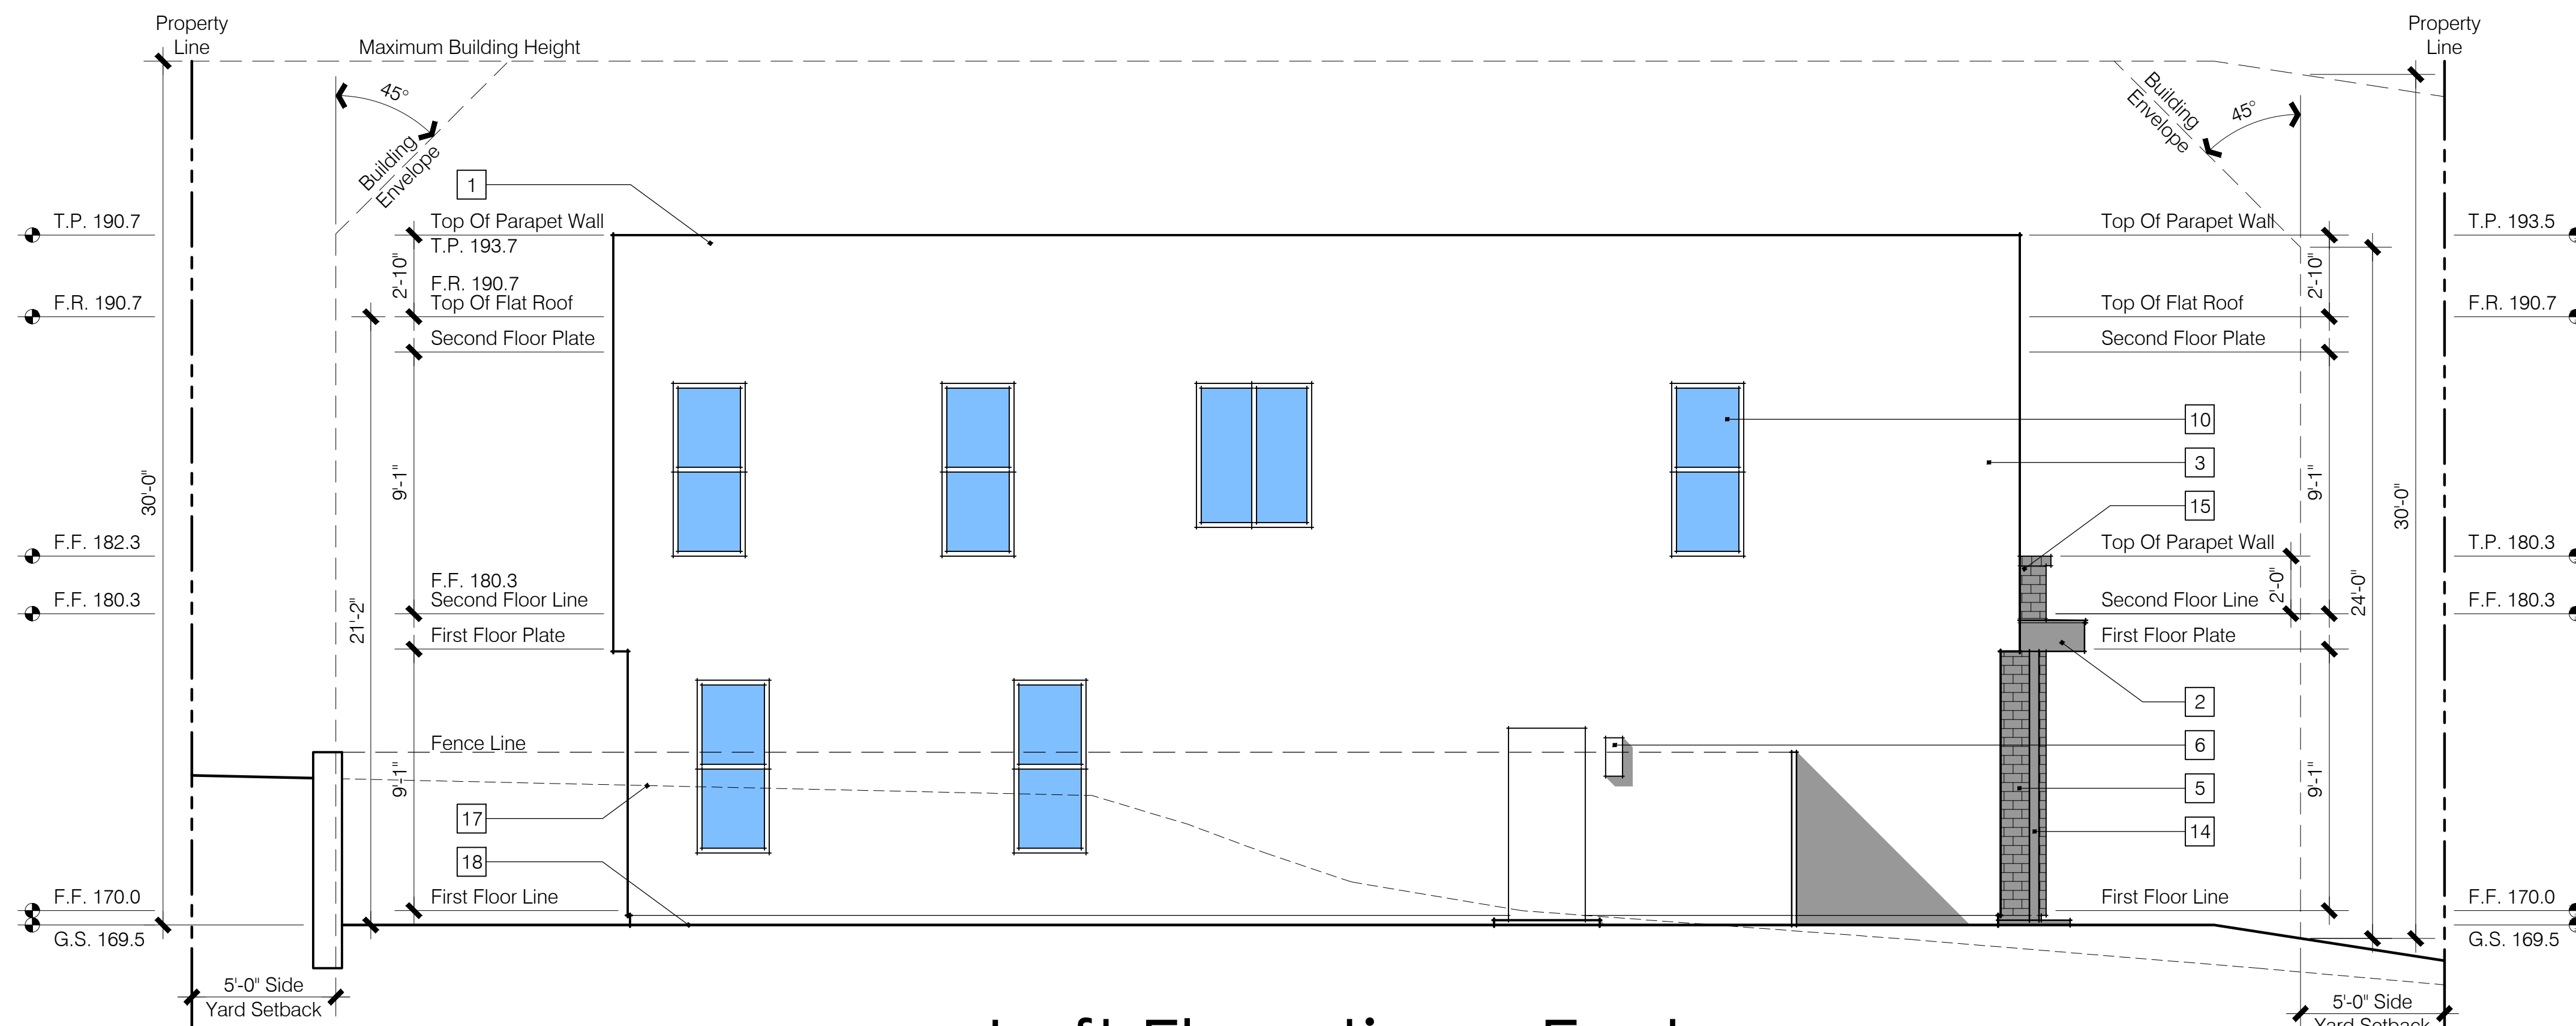 Property
Line
Maximum Building Height
Property
Line
45°
Building
Envelope
Building
Envelope
45°
1
T.P. 190.7
Top Of Parapet Wall
T.P. 193.7
2'-10"
F.R. 190.7
F.R. 190.7
Top Of Flat Roof
Second Floor Plate
Top Of Parapet Wall
T.P. 193.5
2'-10"
Top Of Flat Roof
F.R. 190.7
Second Floor Plate
30'-0"
9'-1"
10
3
15
9'-1"
30'-0"
F.F. 182.3
F.F. 180.3
F.F. 180.3
Second Floor Line
21'-2"
First Floor Plate
Top Of Parapet Wall
T.P. 180.3
2'-0"
24'-0"
Second Floor Line
F.F. 180.3
First Floor Plate
2
Fence Line
9'-1"
6
5
9'-1"
14
17
18
F.F. 170.0
First Floor Line
G.S. 169.5
First Floor Line
F.F. 170.0
G.S. 169.5
5'-0" Side
Yard Setback
5'-0" Side
Yard Setback